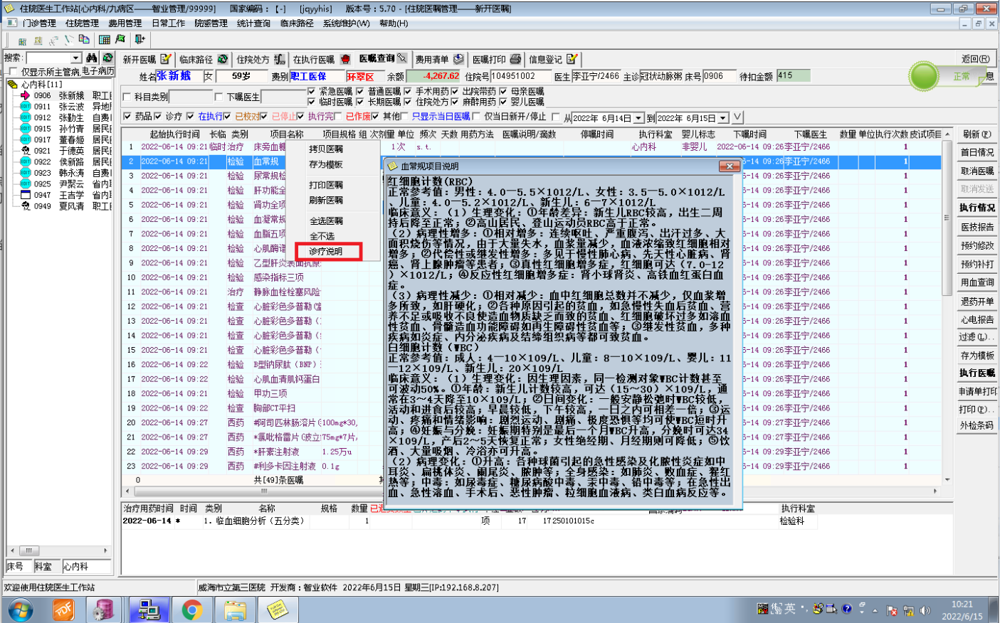 住院医生工作站[心内科/九病区——智业管理/99999] 国家编码：【-】 [jqyyhis] 版本号：5.70 - [住院医嘱管理——新开医嘱]
门诊管理 住院管理 费用管理 日常工作 院感管理 统计查询 临床路径 系统维护(W) 帮助(H)
搜索:
新开医嘱 临床路径 住院处方 在执行医嘱 医嘱查询 费用清单 医嘱打印 信息登记 返回(R)
仅显示所主管病 电子病历
姓名 张新娥 女 59岁 费别 职工医保 环翠区 余额 -4,267.62 住院号 104951002 医生 李亚宁/2466 主诊 冠状动脉粥 床号 0906 待扣金额 415 正常 息
心内科[11]
0906 张新娥 职工
0911 张云波 异地
0912 张勤生 自费
0915 孙竹青 居民
0917 董春姬 居民
0921 于德英 居民
0922 侯新路 居民
0923 韩永涛 自费
0925 尹聚云 省内
0947 王吉学 省内
0949 夏风清 职工
科目类别 下嘱医生 紧急医嘱 普通医嘱 手术用药 出院带药 母亲医嘱
临时医嘱 长期医嘱 住院处方 麻醉用药 婴儿医嘱
药品 诊疗 在执行 已核对 已停止 执行完 已作废 其他 只显示当日医嘱 仅当日新开/停止 从 2022年 6月14日 到 2022年 6月15日
起始执行时间 长临 类别 项目名称 项目规格 组 次剂量 单位 频次 天数 用药方法 医嘱说明/嵩数 停嘱时间 执行科室 婴儿标志 下嘱时间 下嘱医生 数量 单位 执行次数 皮试项目
1 2022-06-14 09:21 临时 治疗 床旁血糖 1 次 s.t. 心内科 非婴儿 2022-06-14 09:26 李亚宁/2466 1
2 2022-06-14 09:21 检验 血常规 6-14 09:26 李亚宁/2466 1
3 2022-06-14 09:21 检验 尿常规检 6-14 09:26 李亚宁/2466 1
4 2022-06-14 09:21 检验 肝功能全 6-14 09:26 李亚宁/2466 1
5 2022-06-14 09:21 检验 肾功全项 6-14 09:26 李亚宁/2466 1
6 2022-06-14 09:21 检验 血凝常规 6-14 09:26 李亚宁/2466 1
7 2022-06-14 09:21 检验 血脂五项 6-14 09:26 李亚宁/2466 1
8 2022-06-14 09:21 检验 心肌酶谱 6-14 09:26 李亚宁/2466 1
9 2022-06-14 09:21 检验 乙型肝炎表面抗原 6-14 09:26 李亚宁/2466 1
10 2022-06-14 09:21 检验 感染指标三项 6-14 09:26 李亚宁/2466 1
11 2022-06-14 09:21 治疗 静脉血栓栓塞风险 6-14 09:26 李亚宁/2466 1
12 2022-06-14 09:21 检查 心脏彩色多普勒 6-14 09:26 李亚宁/2466 1
13 2022-06-14 09:21 检查 心脏彩色多普勒（ 6-14 09:26 李亚宁/2466 1
14 2022-06-14 09:21 检查 心脏彩色多普勒（ 6-14 09:26 李亚宁/2466 1
15 2022-06-14 09:21 检查 心脏彩色多普勒（ 6-14 09:26 李亚宁/2466 1
16 2022-06-14 09:22 检验 B型钠尿肽（BNP） 6-14 09:26 李亚宁/2466 1
17 2022-06-14 09:22 检验 心肌血清肌钙蛋白 6-14 09:26 李亚宁/2466 1
18 2022-06-14 09:21 检验 甲功三项 6-14 09:26 李亚宁/2466 1
19 2022-06-14 09:22 检查 胸部CT平扫 6-14 09:26 李亚宁/2466 1
20 2022-06-14 09:27 西药 #阿司匹林肠溶片 (100mg*30, 6-14 09:27 李亚宁/2466 1
21 2022-06-14 09:27 西药 *氯吡格雷片(波立 75mg*7片, 6-14 09:27 李亚宁/2466 1
22 2022-06-14 09:29 西药 *肝素注射液 1.25万u 6-14 09:29 李亚宁/2466 1
23 2022-06-14 09:29 西药 #利多卡因注射液 0.1g 6-14 09:29 李亚宁/2466 1
0 共[49]条医嘱
拷贝医嘱
存为模板
打印医嘱
刷新医嘱
全选医嘱
全不选
诊疗说明
血常规项目说明
红细胞计数(RBC)
正常参考值：男性：4.0—5.5×1012/L、女性：3.5—5.0×1012/L
、儿童：4.0—5.2×1012/L、新生儿：6—7×1012/L
临床意义：（1）生理变化：①年龄差异：新生儿RBC较高，出生二周
持后降至正常；②高山居民、登山运动员RBC高于正常。
（2）病理性增多：①相对增多：连续呕吐、严重腹泻、出汗过多、大
面积烧伤等情况，由于大量失水，血浆量减少，血液浓缩致红细胞相对
增多；②代偿性或继发性增多：多见于慢性肺心病、先天性心脏病、肾
癌、肾上腺肿瘤等患者；③真性红细胞增多症，红细胞可达（7.0-12
）×1012/L；④反应性红细胞增多症：肾小球肾炎、高铁血红蛋白血
症。
（3）病理性减少：①相对减少：血中红细胞总数并不减少，仅血浆增
多所致，如肝硬化；②各种原因引起的贫血，如急慢性失血后贫血、营
养不足或吸收不良使造血物质缺乏而致的贫血、红细胞破坏过多如溶血
性贫血、骨髓造血功能障碍如再生障碍性贫血等；③继发性贫血，多种
疾病如炎症、内分泌疾病及结缔组织病等都可致贫血。
白细胞计数（WBC）
正常参考值：成人：4—10×109/L、儿童：8—10×109/L、婴儿：11
—12×109/L、新生儿：20×109/L
临床意义：（1）生理变化：因生理因素，同一检测对象WBC计数甚至
可波动50%。①年龄：新生儿计数较高，可达（15～30）×109/L，通
常在3～4天降至10×109/L；②日间变化：一般安静松弛时WBC较低，
活动和进食后较高；早晨较低，下午较高，一日之内可相差一倍；③运
动、疼痛和情绪影响：剧烈运动、剧痛、极度恐惧等均可使WBC短时升
高；④妊娠与分娩：妊娠期特别是最后一个月WBC升高，分娩时可达34
×109/L，产后2～5天恢复正常；女性绝经期、月经期则可降低；⑤饮
酒、大量吸烟、冷浴亦可升高。
（2）病理变化：①升高：各种球菌引起的急性感染及化脓性炎症如中
耳炎、扁桃体炎、阑尾炎、脓肿等；全身感染：如肺炎、败血症、猩红
热等；中毒：如尿毒症、糖尿病酸中毒、汞中毒、铅中毒等；在急性出
血、急性溶血、手术后、恶性肿瘤、粒细胞血液病、类白血病反应等。
刷新(P)
首日情况
取消医嘱
取消发送
执行情况
医技报告
预约修改
预约补打
用血查询
退药开单
心电报告
过滤(L)..
存为模板
执行医嘱
申请单打印
打印(P)..
外检条码
治疗用药时间 时间 类别 名称 规格 数量 执行科室
2022-06-14 * 1. 临血细胞分析（五分类） 1 项 17 17 250101015c 检验科
床号 科室 心内科
欢迎使用住院医生工作站 威海市立第三医院 开发商：智业软件 2022年6月15日 星期三[IP:192.168.8.207]
PDF 英 10:21
2022/6/15